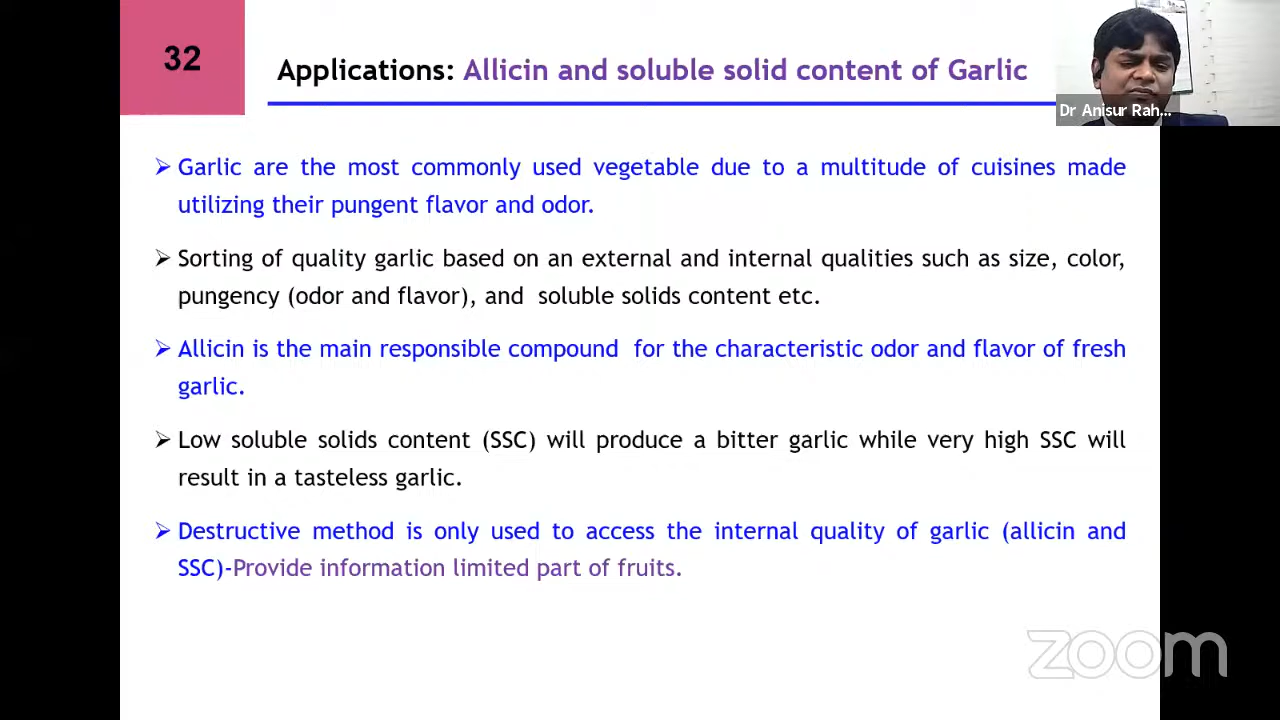 32
Applications: Allicin and soluble solid content of Garlic
Dr Anisur Rah...
➢ Garlic are the most commonly used vegetable due to a multitude of cuisines made
utilizing their pungent flavor and odor.
➢ Sorting of quality garlic based on an external and internal qualities such as size, color,
pungency (odor and flavor), and soluble solids content etc.
➢ Allicin is the main responsible compound for the characteristic odor and flavor of fresh
garlic.
➢ Low soluble solids content (SSC) will produce a bitter garlic while very high SSC will
result in a tasteless garlic.
➢ Destructive method is only used to access the internal quality of garlic (allicin and
SSC)-Provide information limited part of fruits.
zoom